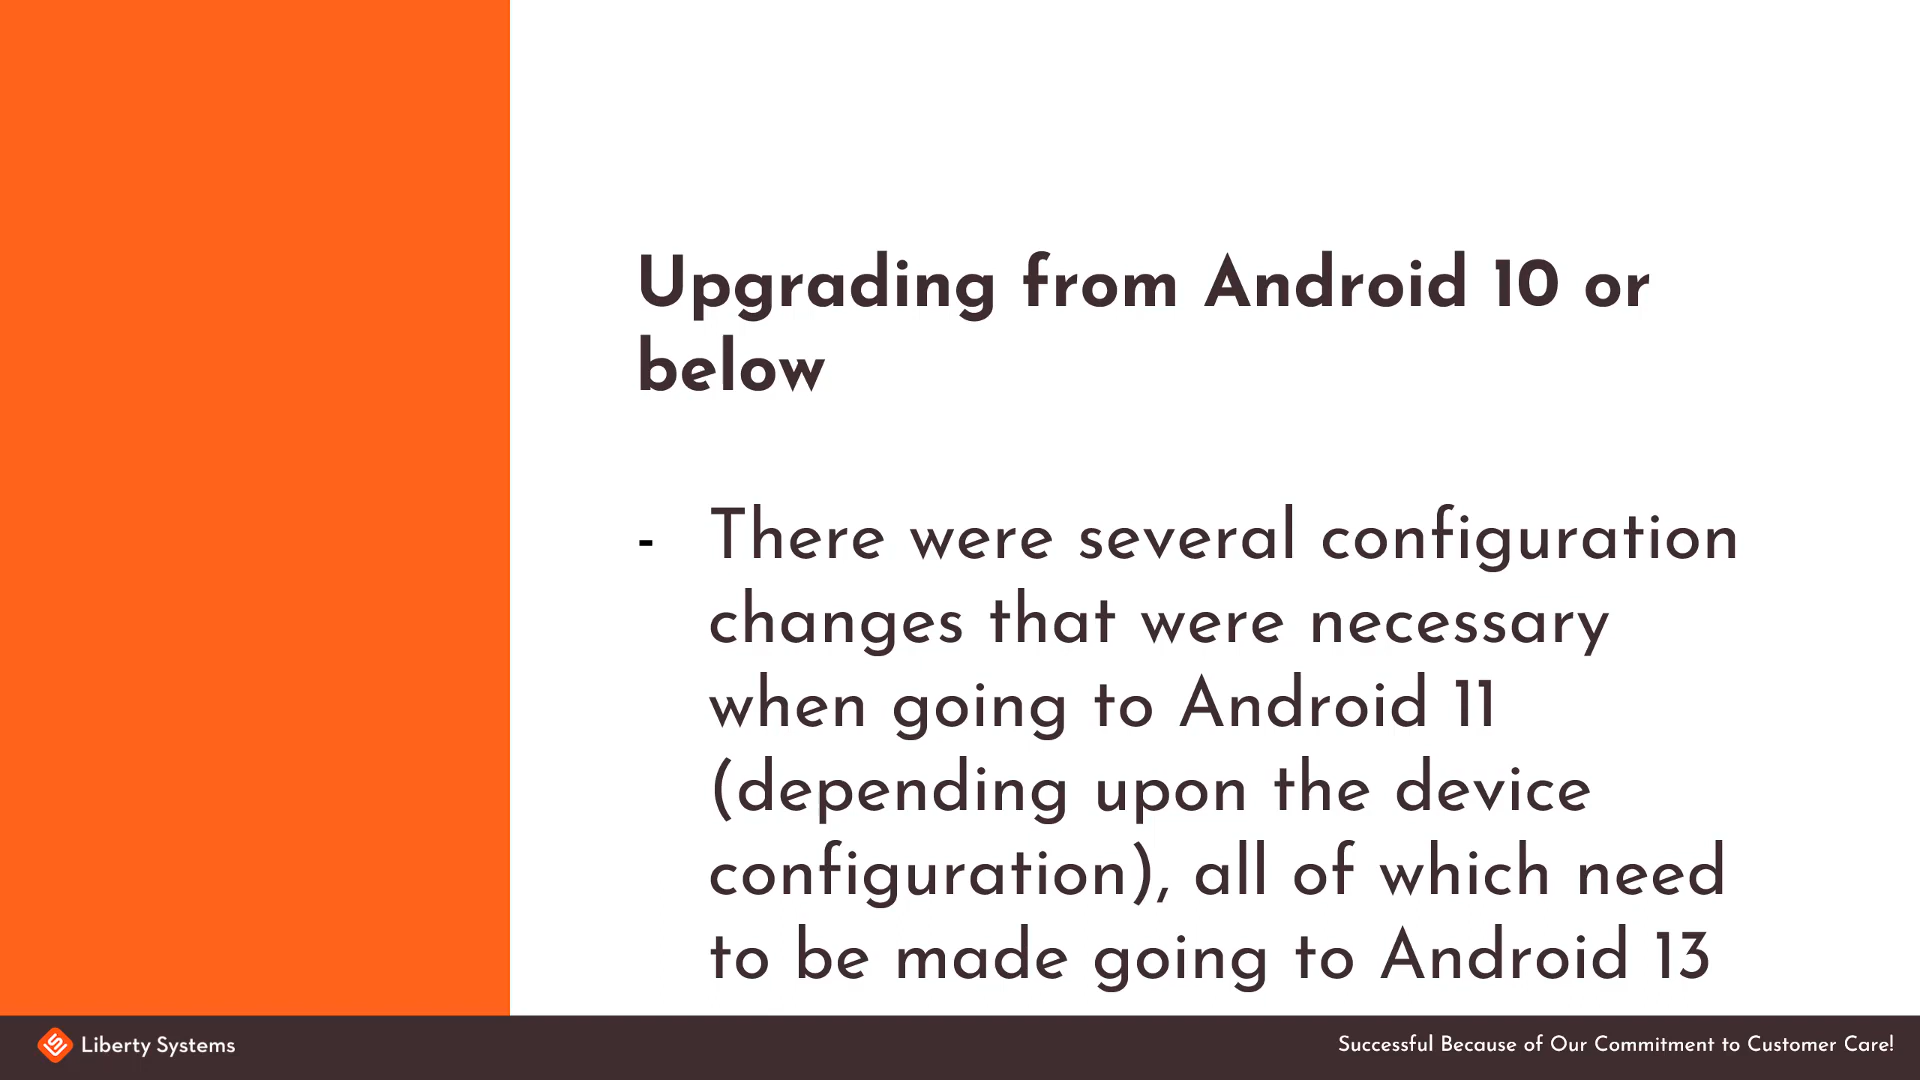 Upgrading from Android 10 or
below
- There were several configuration
changes that were necessary
when going to Android 11
(depending upon the device
configuration), all of which need
to be made going to Android 13
Liberty Systems
Successful Because of Our Commitment to Customer Care!